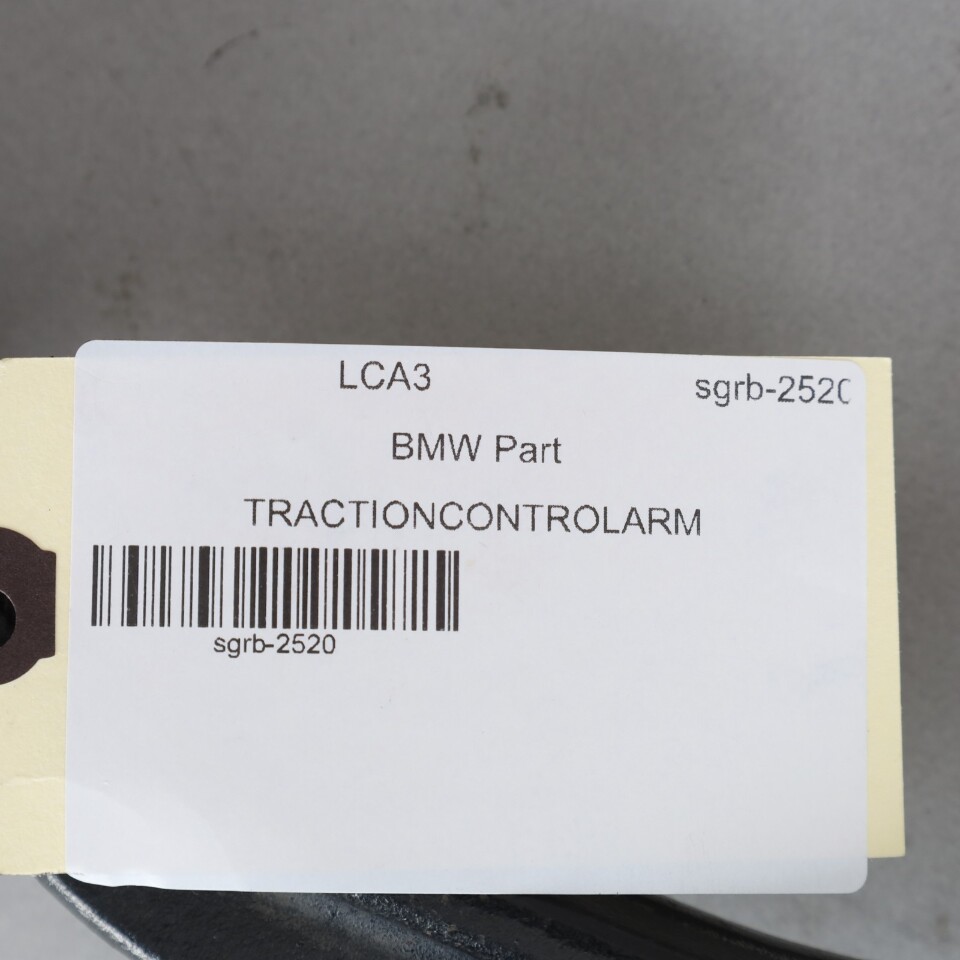 LCA3 sgrb-2520
BMW Part
TRACTIONCONTROLARM
sgrb-2520